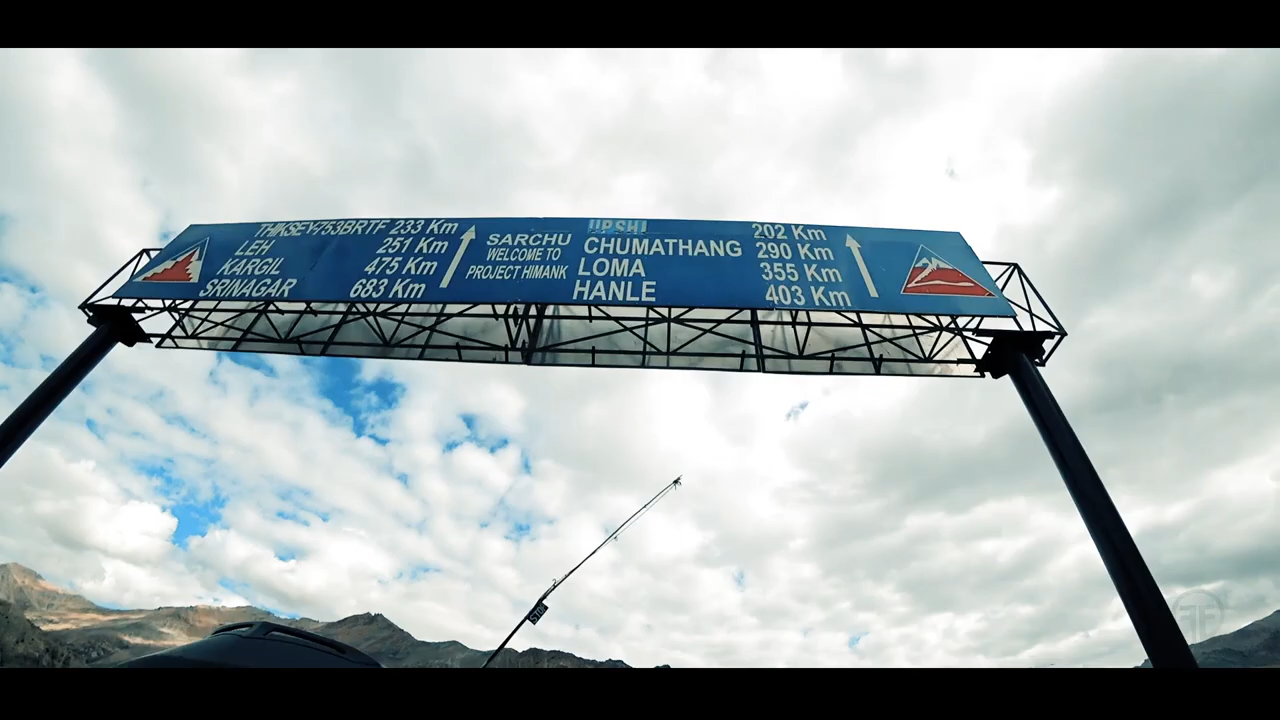 THIKSEY-753BRTF 233 Km
LEH 251 Km
KARGIL 475 Km
SRINAGAR 683 Km
SARCHU
WELCOME TO
PROJECT HIMANK
UPSHI 202 Km
CHUMATHANG 290 Km
LOMA 355 Km
HANLE 403 Km
STOP